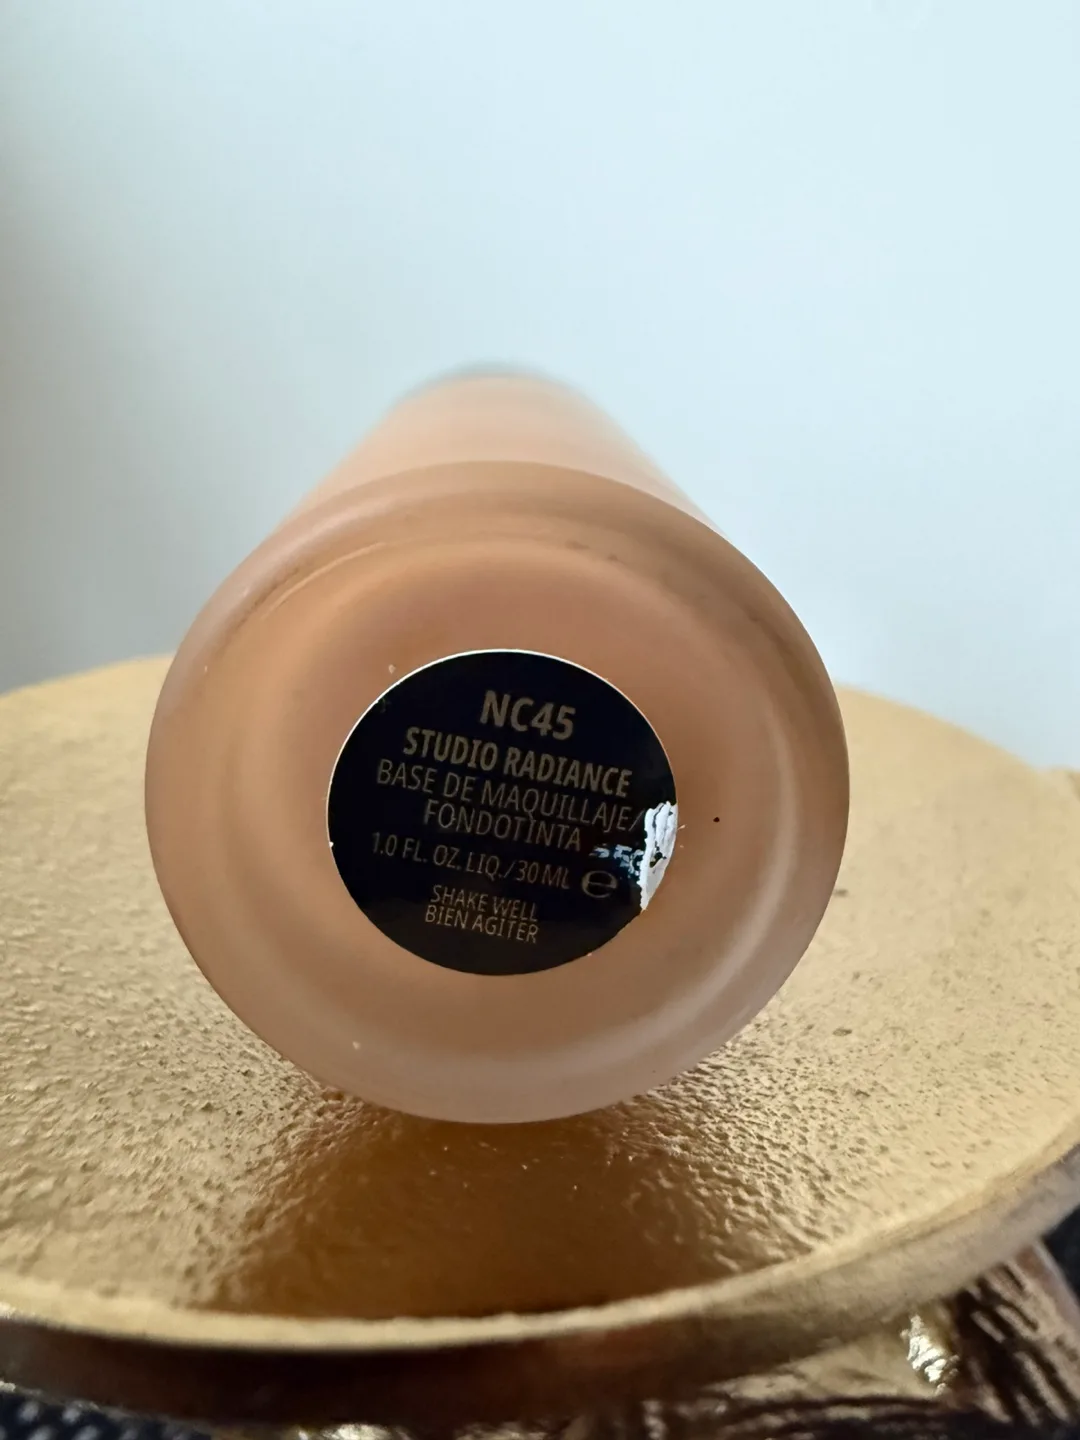 NC45
STUDIO RADIANCE
BASE DE MAQUILLAJE/
FONDOTINTA
1.0 FL. OZ. LIQ./30 ML ℮
SHAKE WELL
BIEN AGITER